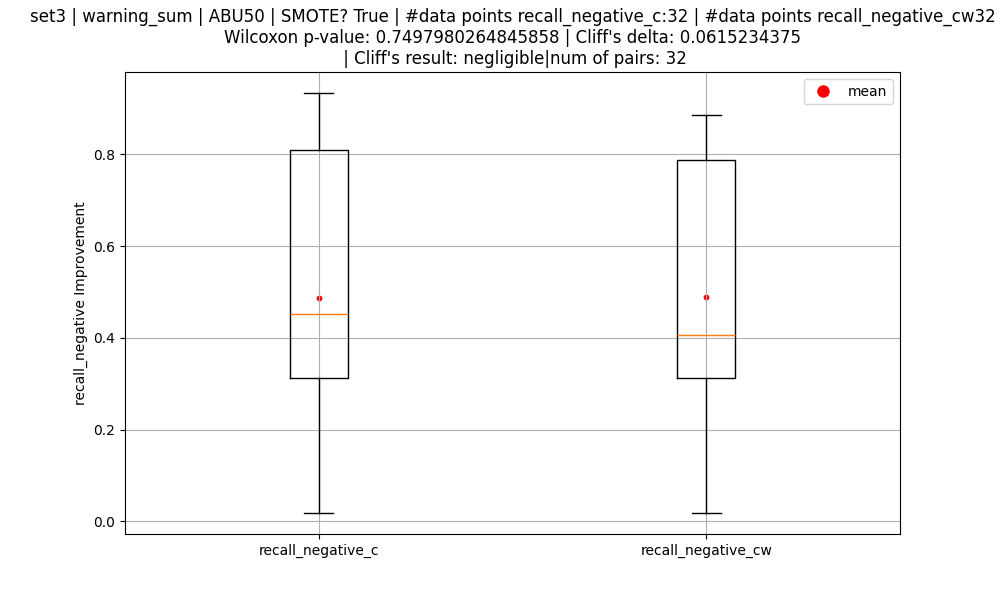 set3 | warning_sum | ABU50 | SMOTE? True | #data points recall_negative_c:32 | #data points recall_negative_cw32
Wilcoxon p-value: 0.7497980264845858 | Cliff's delta: 0.0615234375
| Cliff's result: negligible|num of pairs: 32
mean
0.8
0.6
0.4
0.2
0.0
recall_negative Improvement
recall_negative_c
recall_negative_cw